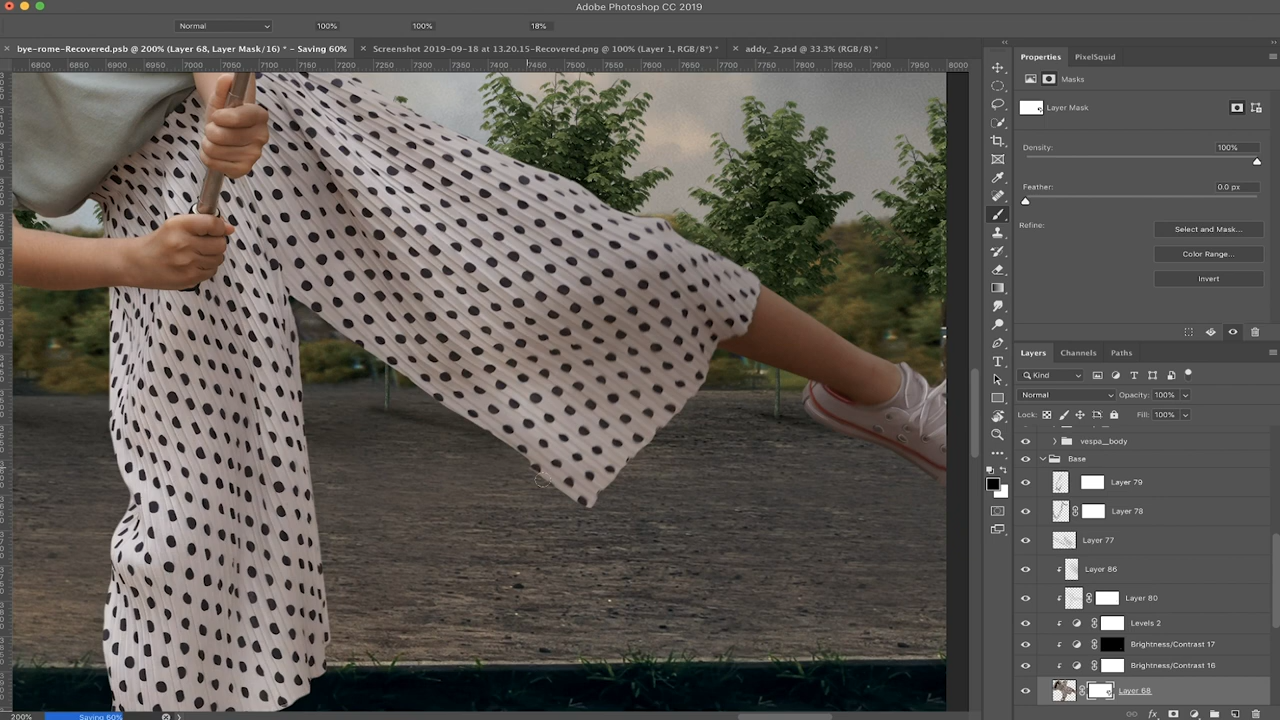 Adobe Photoshop CC 2019
Normal 100% 100% 18%
bye-rome-Recovered.psb @ 200% (Layer 68, Layer Mask/16) * - Saving 60% Screenshot 2019-09-18 at 13.20.15-Recovered.png @ 100% (Layer 1, RGB/8*) * addy_ 2.psd @ 33.3% (RGB/8) *
6800 6850 6900 6950 7000 7050 7100 7150 7200 7250 7300 7350 7400 7450 7500 7550 7600 7650 7700 7750 7800 7850 7900 7950 8000
Properties PixelSquid
Masks
Layer Mask
Density: 100%
Feather: 0.0 px
Refine: Select and Mask...
Color Range...
Invert
Layers Channels Paths
Kind
Normal Opacity: 100%
Lock: Fill: 100%
vespa_body
Base
Layer 79
Layer 78
Layer 77
Layer 86
Layer 80
Levels 2
Brightness/Contrast 17
Brightness/Contrast 16
Layer 68
200% Saving 60%
fx